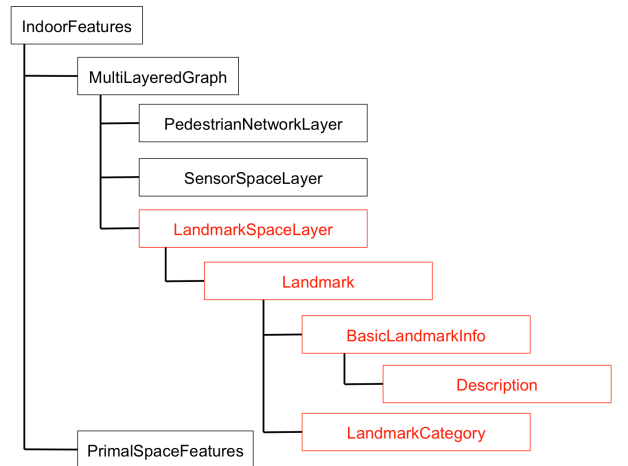 IndoorFeatures
MultiLayeredGraph
PedestrianNetworkLayer
SensorSpaceLayer
LandmarkSpaceLayer
Landmark
BasicLandmarkInfo
Description
LandmarkCategory
PrimalSpaceFeatures